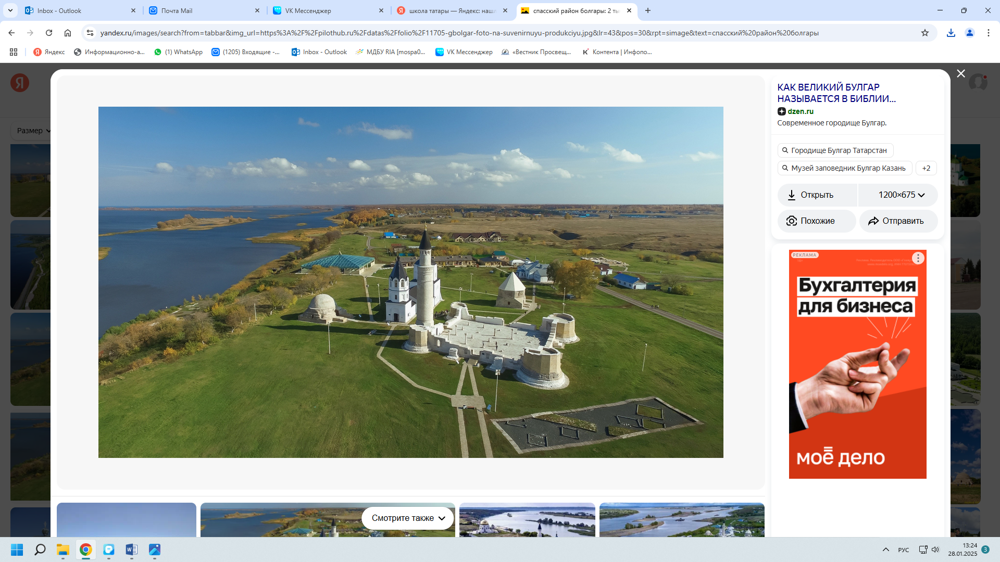 Inbox - Outlook
Почта Mail
VK Мессенджер
школа татары — Яндекс: наш
спасский район болгары: 2 ты
yandex.ru/images/search?from=tabbar&img_url=https%3A%2F%2Fpilothub.ru%2Fdatas%2Ffolio%2F11705-gbolgar-foto-na-suvenirnuyu-produkciyu.jpg&lr=43&pos=30&rpt=simage&text=спасский%20район%20болгары
Яндекс
Информационно-а...
(1) WhatsApp
(1205) Входящие -...
Inbox - Outlook
МДБУ RIA [mospa0...
VK Мессенджер
«Вестник Просвещ...
Контента | Инфопо...
Я
Размер
КАК ВЕЛИКИЙ БУЛГАР
НАЗЫВАЕТСЯ В БИБЛИИ...
dzen.ru
Современное городище Булгар.
Городище Булгар Татарстан
Музей заповедник Булгар Казань
+2
Открыть
1200×675
Похожие
Отправить
РЕКЛАМА
Бухгалтерия
для бизнеса
моё дело
Смотрите также
РУС
13:24
28.01.2025
3